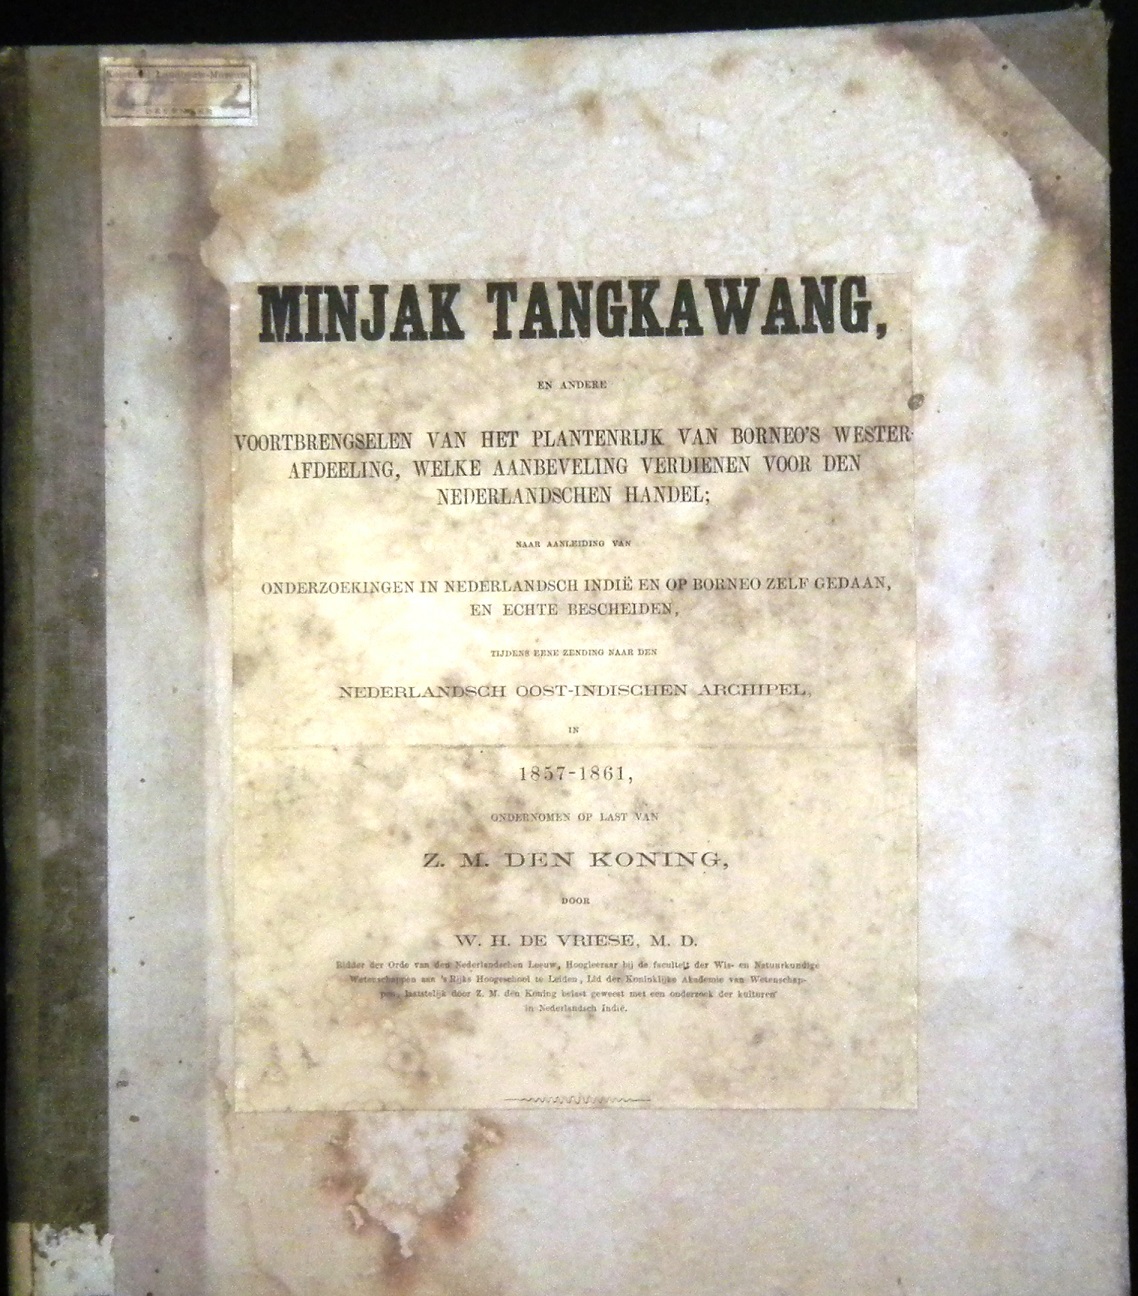 MINJAK TANGKAWANG,
EN ANDERE
VOORTBRENGSELEN VAN HET PLANTENRIJK VAN BORNEO'S WESTER-
AFDEELING, WELKE AANBEVELING VERDIENEN VOOR DEN
NEDERLANDSCHEN HANDEL;
NAAR AANLEIDING VAN
ONDERZOEKINGEN IN NEDERLANDSCH INDIË EN OP BORNEO ZELF GEDAAN,
EN ECHTE BESCHEIDEN,
TIJDENS EENE ZENDING NAAR DEN
NEDERLANDSCH OOST-INDISCHEN ARCHIPEL,
IN
1857-1861,
ONDERNOMEN OP LAST VAN
Z. M. DEN KONING,
DOOR
W. H. DE VRIESE, M. D.
Ridder der Orde van den Nederlandschen Leeuw, Hoogleeraar bij de faculteit der Wis- en Natuurkundige
Wetenschappen aan 's Rijks Hoogeschool te Leiden, Lid der Koninklijke Akademie van Wetenschap-
pen, laatstelijk door Z. M. den Koning belast geweest met een onderzoek der kulturen
in Nederlandsch Indië.